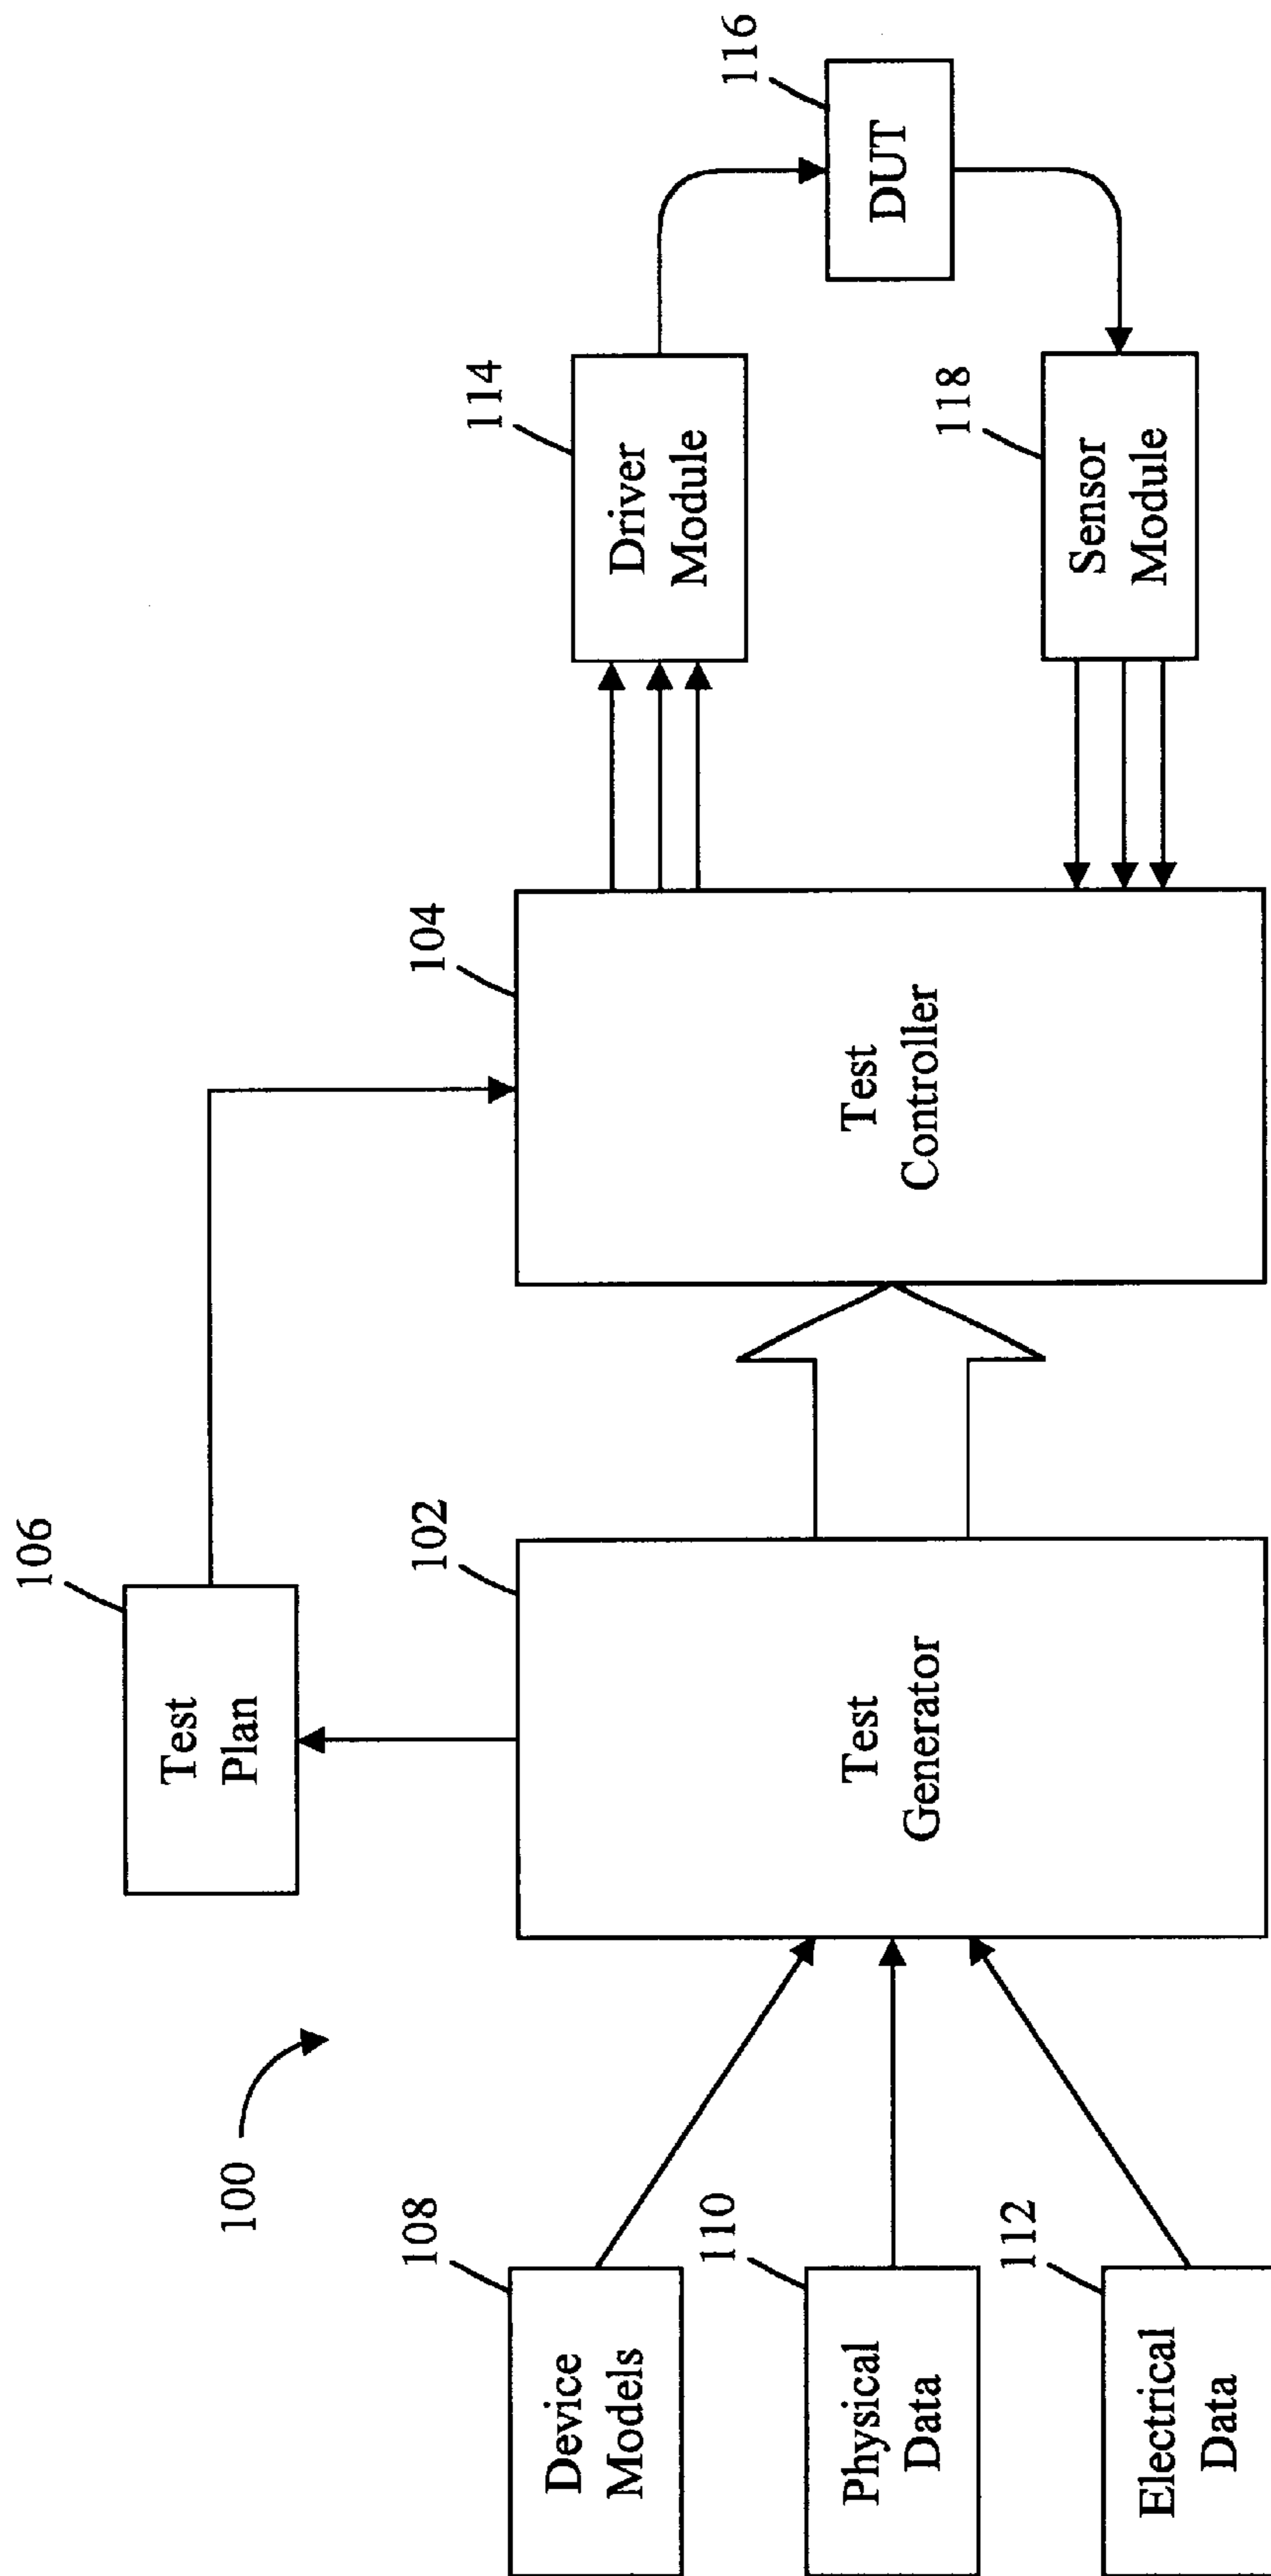 100
106
Test
Plan
108
Device
Models
110
Physical
Data
112
Electrical
Data
102
Test
Generator
104
Test
Controller
114
Driver
Module
116
DUT
118
Sensor
Module